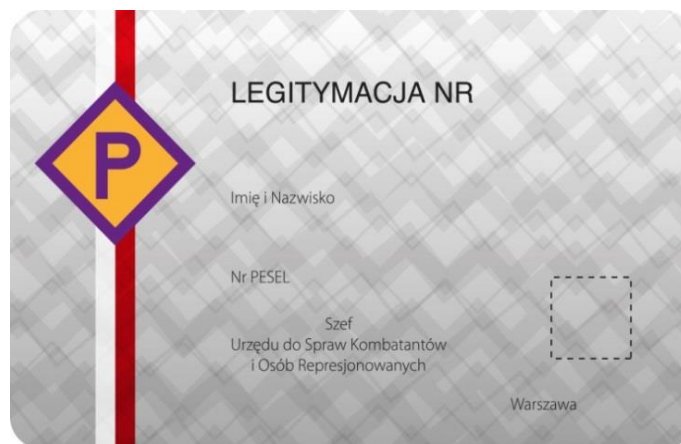 LEGITYMACJA NR
P
Imię i Nazwisko
Nr PESEL
Szef
Urzędu do Spraw Kombatantów
i Osób Represjonowanych
Warszawa